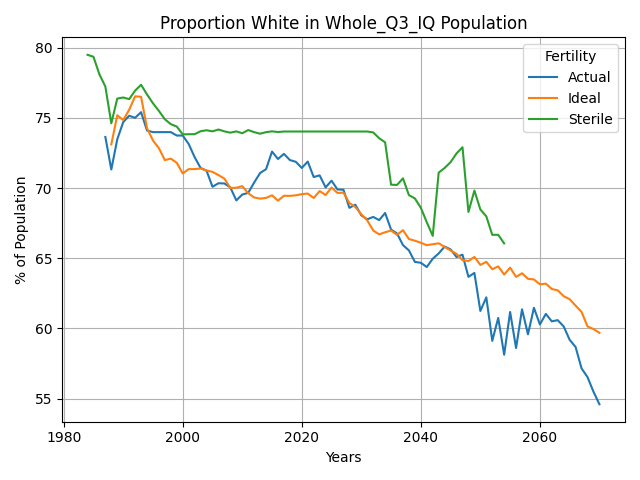 Proportion White in Whole_Q3_IQ Population
% of Population
80
75
70
65
60
55
Fertility
Actual
Ideal
Sterile
1980 2000 2020 2040 2060
Years